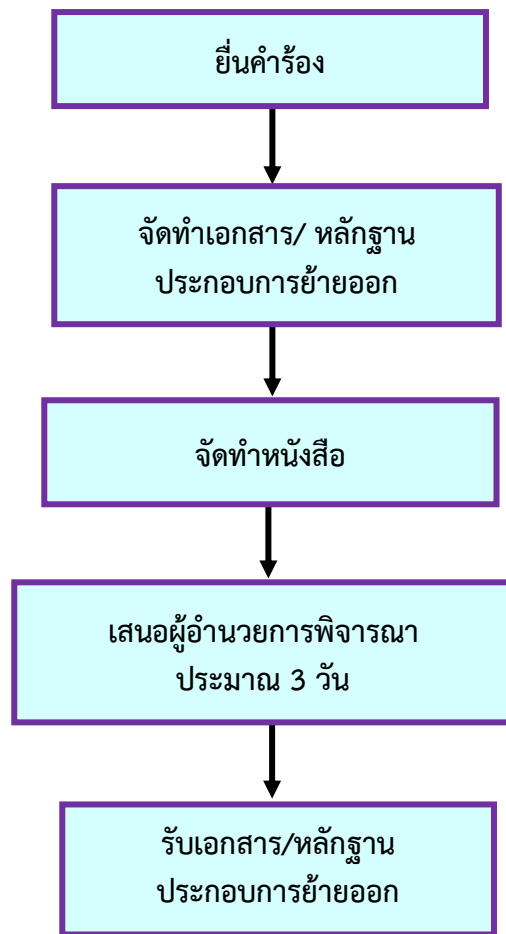 ยื่นคำร้อง
จัดทำเอกสาร/ หลักฐาน
ประกอบการย้ายออก
จัดทำหนังสือ
เสนอผู้อำนวยการพิจารณา
ประมาณ 3 วัน
รับเอกสาร/หลักฐาน
ประกอบการย้ายออก